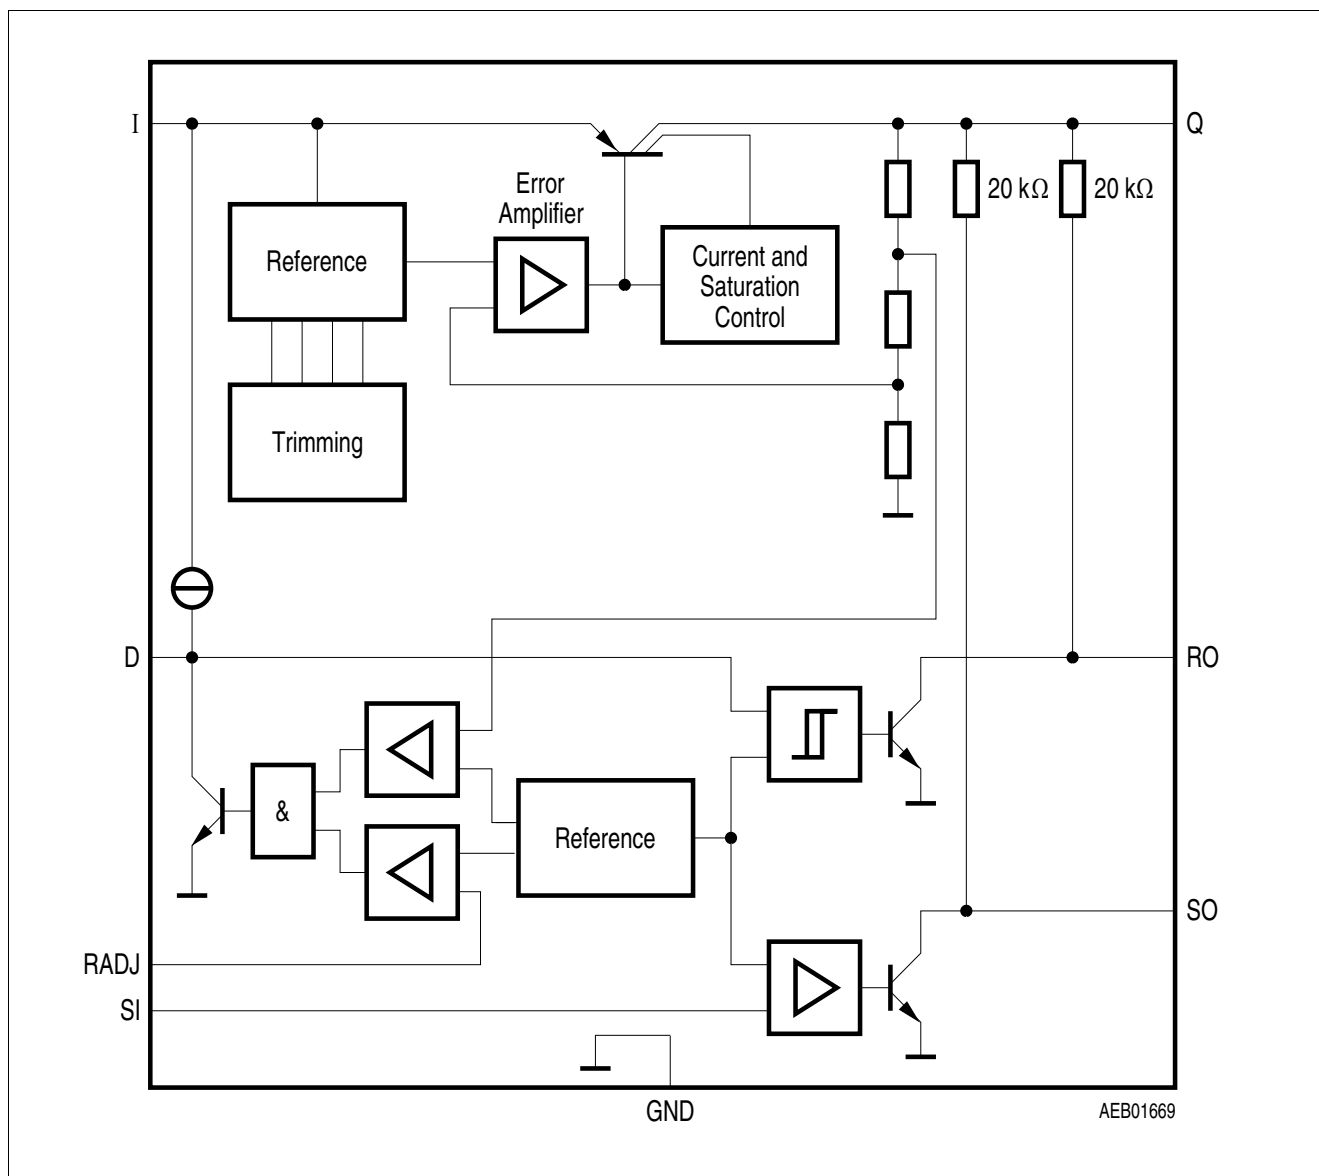 I
Q
Error
Amplifier
20 kΩ
20 kΩ
Reference
Current and
Saturation
Control
Trimming
D
RO
&
Reference
SO
RADJ
SI
GND
AEB01669